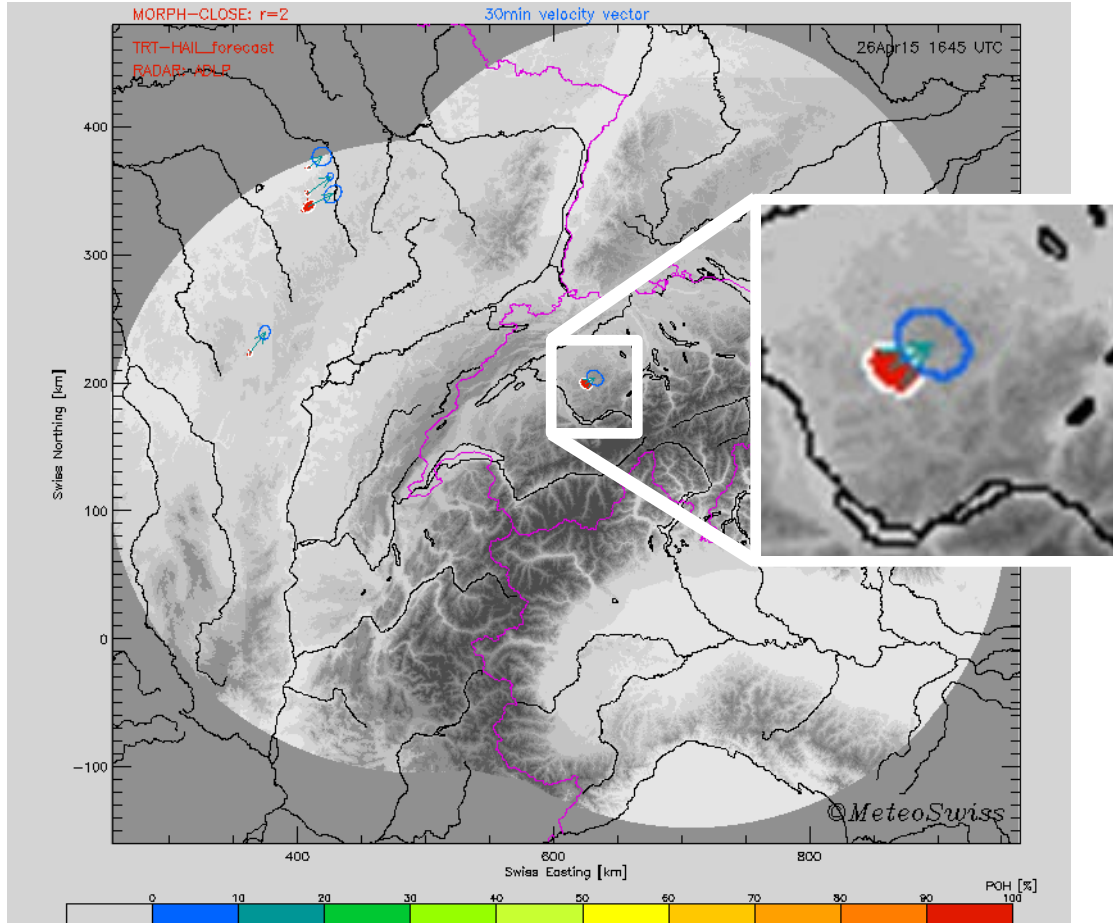 MORPH-CLOSE: r=2
30min velocity vector
TRT-HAIL_forecast
26Apr15 1645 UTC
RADAR: ADLP
400
300
200
100
0
-100
Swiss Northing [km]
400
600
800
Swiss Easting [km]
©MeteoSwiss
POH [%]
0
10
20
30
40
50
60
70
80
90
100